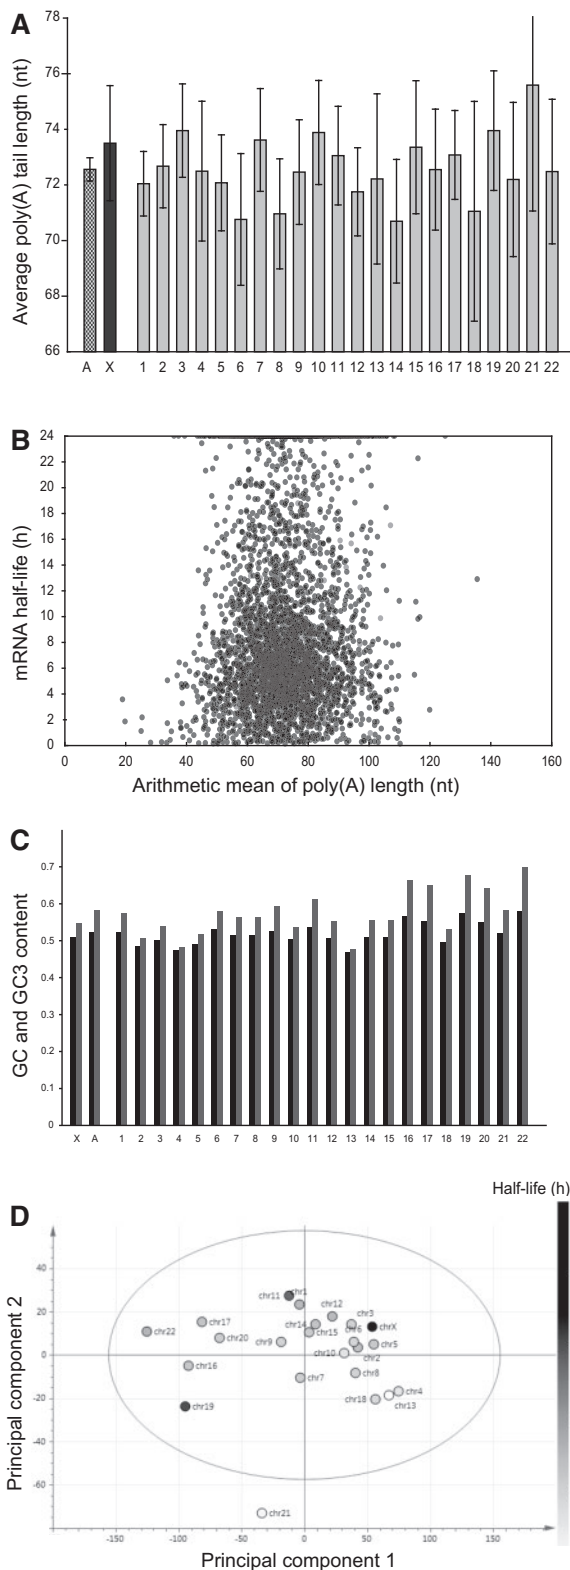 A
Average poly(A) tail length (nt)
78
76
74
72
70
68
66
A X 1 2 3 4 5 6 7 8 9 10 11 12 13 14 15 16 17 18 19 20 21 22
B
mRNA half-life (h)
24
22
20
18
16
14
12
10
8
6
4
2
0
0 20 40 60 80 100 120 140 160
Arithmetic mean of poly(A) length (nt)
C
GC and GC3 content
0.7
0.6
0.5
0.4
0.3
0.2
0.1
0
X A 1 2 3 4 5 6 7 8 9 10 11 12 13 14 15 16 17 18 19 20 21 22
Half-life (h)
D
Principal component 2
40
20
0
-20
-40
-60
chr11 chr1
chr12
chr3
chr17
chr14
chrX
chr22
chr15
chr6
chr20
chr9
chr5
chr10
chr2
chr16
chr7
chr8
chr4
chr18
chr13
chr19
chr21
-150 -100 -50 0 50 100 150
Principal component 1